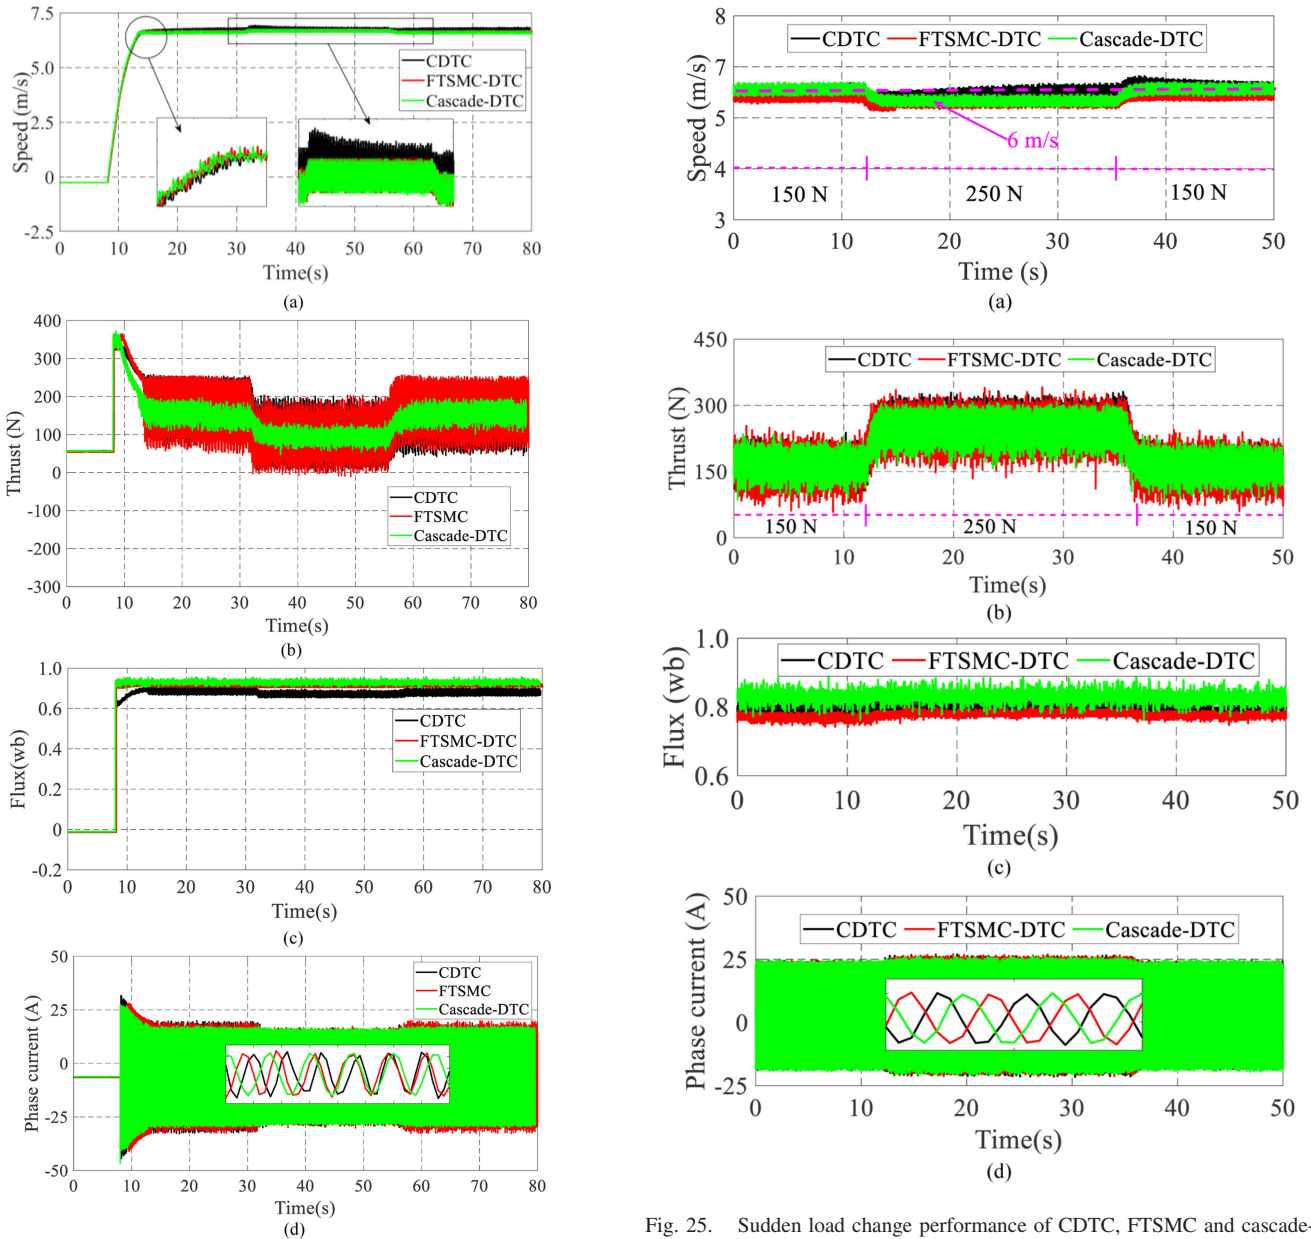 7.5
5.0
2.5
0
-2.5
Speed (m/s)
CDTC
FTSMC-DTC
Cascade-DTC
0 10 20 30 40 50 60 70 80
Time(s)
(a)
400
300
200
100
0
-100
-200
-300
Thrust (N)
CDTC
FTSMC
Cascade-DTC
0 10 20 30 40 50 60 70 80
Time(s)
(b)
1.0
0.6
0.4
0.2
0
-0.2
Flux(wb)
CDTC
FTSMC-DTC
Cascade-DTC
0 10 20 30 40 50 60 70 80
Time(s)
(c)
50
25
0
-25
-50
Phase current (A)
CDTC
FTSMC
Cascade-DTC
0 10 20 30 40 50 60 70 80
Time(s)
(d)
8
7
6
5
4
3
Speed (m/s)
CDTC FTSMC-DTC Cascade-DTC
6 m/s
150 N 250 N 150 N
0 10 20 30 40 50
Time (s)
(a)
450
300
150
0
Thrust (N)
CDTC FTSMC-DTC Cascade-DTC
150 N 250 N 150 N
0 10 20 30 40 50
Time(s)
(b)
1.0
0.8
0.6
Flux (wb)
CDTC FTSMC-DTC Cascade-DTC
0 10 20 30 40 50
Time(s)
(c)
50
25
0
-25
Phase current (A)
CDTC FTSMC-DTC Cascade-DTC
0 10 20 30 40 50
Time(s)
(d)
Fig. 25. Sudden load change performance of CDTC, FTSMC and cascade-